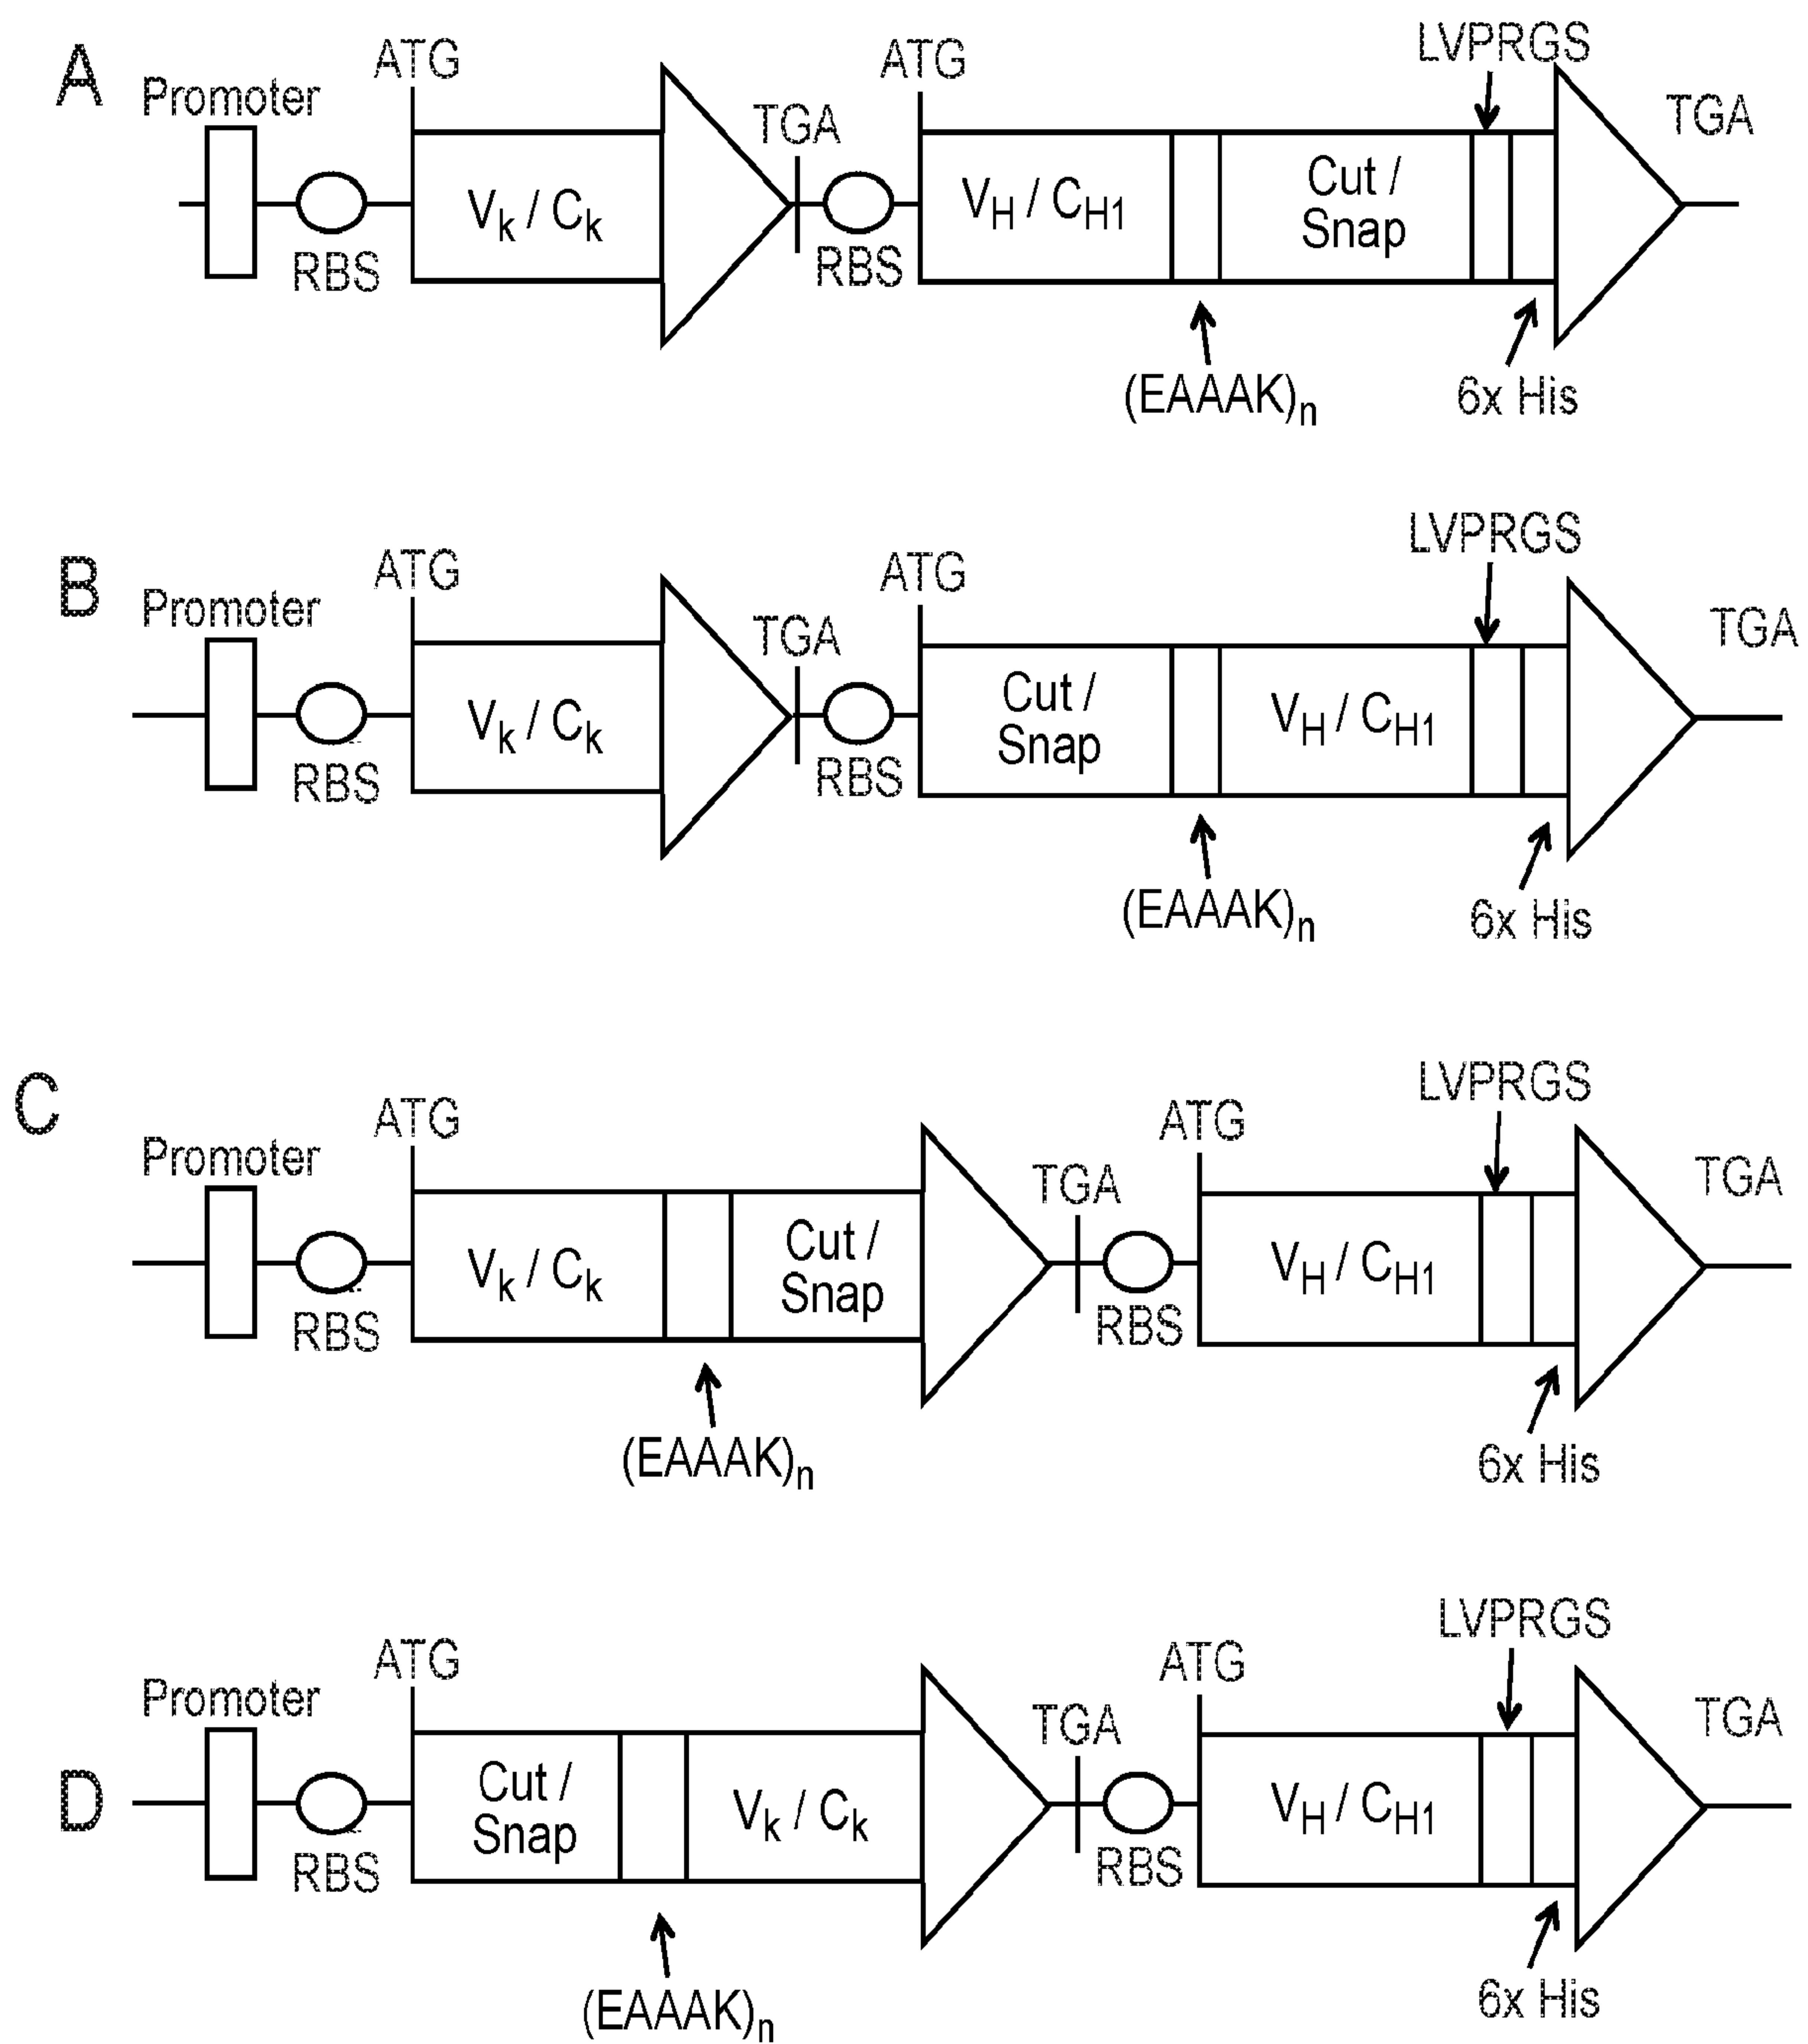 A
Promoter
ATG
TGA
ATG
LVPRGS
TGA
RBS
Vk / Ck
RBS
VH / CH1
Cut /
Snap
(EAAAK)n
6x His
B
Promoter
ATG
TGA
ATG
LVPRGS
TGA
RBS
Vk / Ck
RBS
Cut /
Snap
VH / CH1
(EAAAK)n
6x His
C
Promoter
ATG
TGA
ATG
LVPRGS
TGA
RBS
Vk / Ck
Cut /
Snap
RBS
VH / CH1
(EAAAK)n
6x His
D
Promoter
ATG
TGA
ATG
LVPRGS
TGA
RBS
Cut /
Snap
Vk / Ck
RBS
VH / CH1
(EAAAK)n
6x His